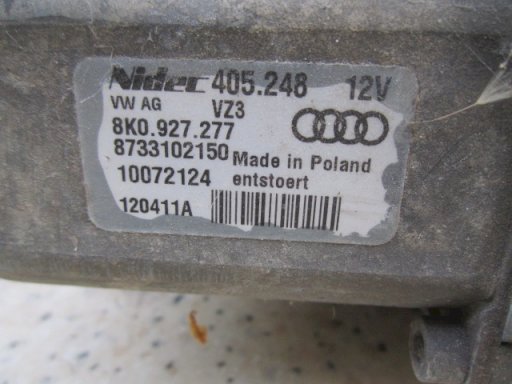 Nidec 405.248 12V
VW AG VZ3
8K0.927.277
8733102150 Made in Poland
10072124 entstoert
120411A